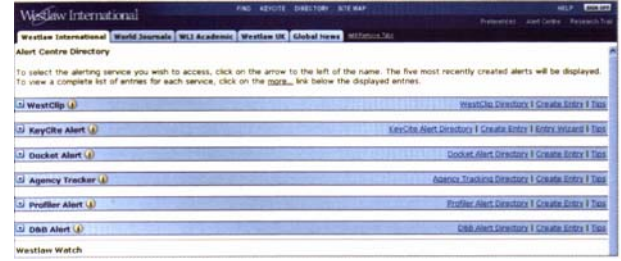 Westlaw International
FIND KEYCITE DIRECTORY SITE MAP
HELP SIGN OFF
Preferences Alert Centre Research Trail
Westlaw International World Journals WLI Academic Westlaw UK Global News Add/Remove Tabs
Alert Centre Directory
To select the alerting service you wish to access, click on the arrow to the left of the name. The five most recently created alerts will be displayed.
To view a complete list of entries for each service, click on the more... link below the displayed entries.
WestClip WestClip Directory | Create Entry | Tips
KeyCite Alert KeyCite Alert Directory | Create Entry | Entry Wizard | Tips
Docket Alert Docket Alert Directory | Create Entry | Tips
Agency Tracker Agency Tracking Directory | Create Entry | Tips
Profiler Alert Profiler Alert Directory | Create Entry | Tips
D&B Alert D&B Alert Directory | Create Entry | Tips
Westlaw Watch